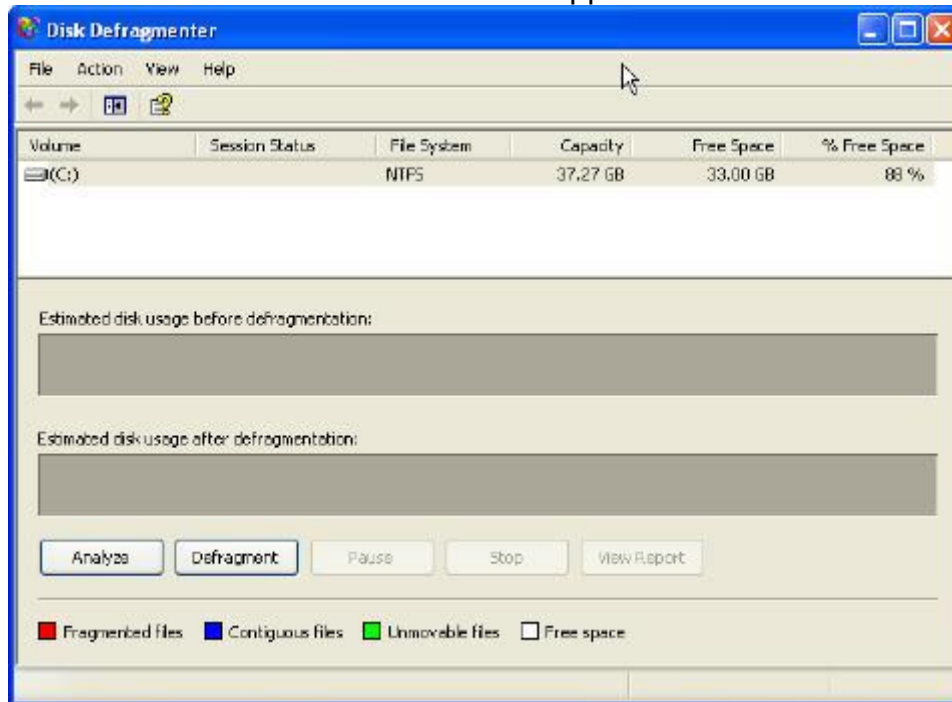 Disk Defragmenter
File Action View Help
Volume Session Status File System Capacity Free Space % Free Space
(C:) NTFS 37.27 GB 33.00 GB 88 %
Estimated disk usage before defragmentation:
Estimated disk usage after defragmentation:
Analyze Defragment Pause Stop View Report
Fragmented files Contiguous files Unmovable files Free space